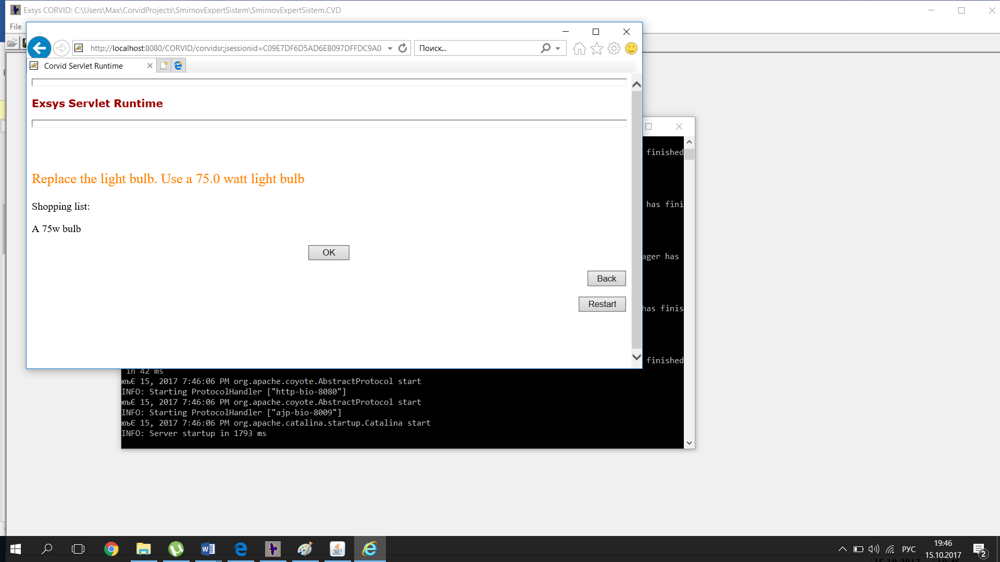 Exsys CORVID: C:\Users\Max\CorvidProjects\SmirnovExpertSistem\SmirnovExpertSistem.CVD
File
http://localhost:8080/CORVID/corvidsr;jsessionid=C09E7DF6D5AD6EB097DFFDC9A0
Поиск...
Corvid Servlet Runtime
Exsys Servlet Runtime
Replace the light bulb. Use a 75.0 watt light bulb
Shopping list:
A 75w bulb
OK
Back
Restart
finished
has fini
ager has
has finis
finished
in 42 ms
юъЄ 15, 2017 7:46:06 PM org.apache.coyote.AbstractProtocol start
INFO: Starting ProtocolHandler ["http-bio-8080"]
юъЄ 15, 2017 7:46:06 PM org.apache.coyote.AbstractProtocol start
INFO: Starting ProtocolHandler ["ajp-bio-8009"]
юъЄ 15, 2017 7:46:06 PM org.apache.catalina.startup.Catalina start
INFO: Server startup in 1793 ms
РУС
19:46
15.10.2017
2